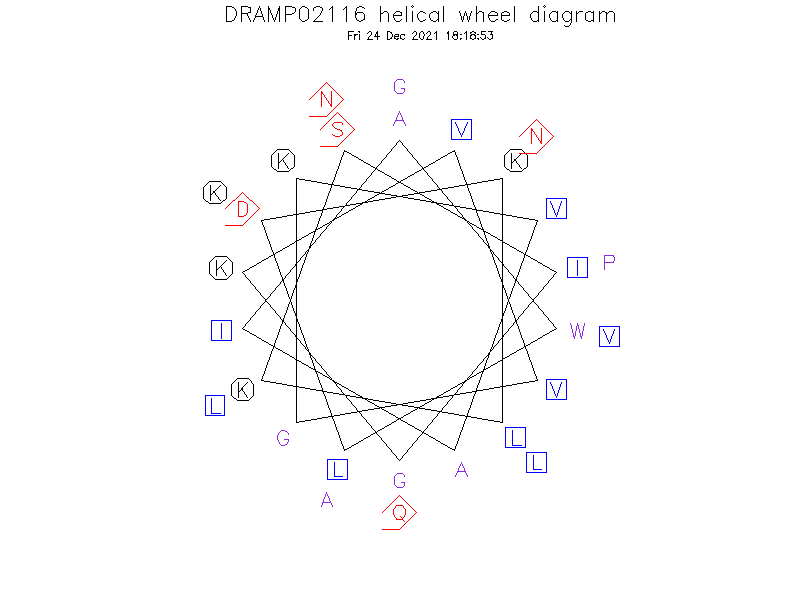 DRAMP02116 helical wheel diagram
Fri 24 Dec 2021 18:18:53
G
N
A
V
S
N
K
K
K
D
V
K
I
P
I
W
V
K
V
L
G
L
L
L
A
G
A
Q